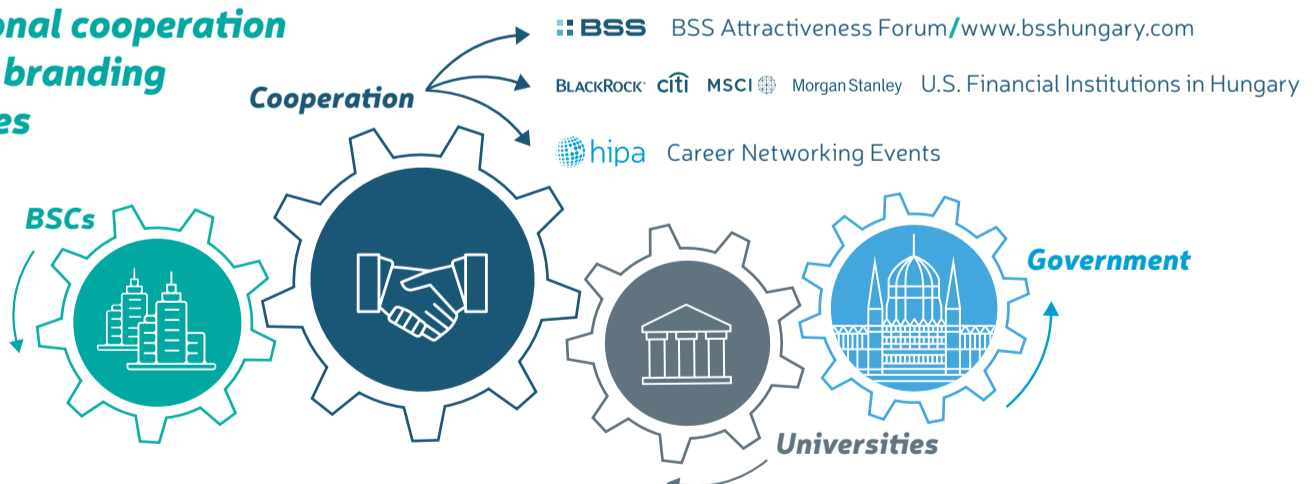 onal cooperation
branding
es
Cooperation
BSS BSS Attractiveness Forum/www.bsshungary.com
BLACKROCK citi MSCI Morgan Stanley U.S. Financial Institutions in Hungary
hipa Career Networking Events
BSCs
Government
Universities